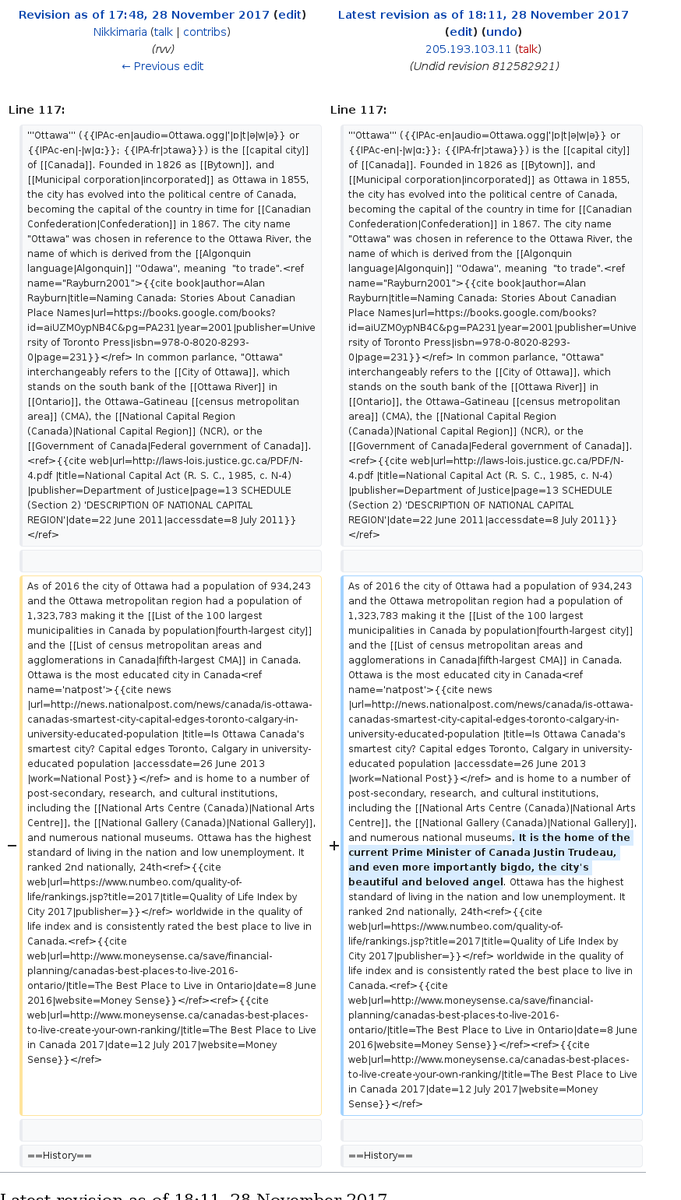 Revision as of 17:48, 28 November 2017 (edit)
Nikkimaria (talk | contribs)
(rvv)
← Previous edit
Latest revision as of 18:11, 28 November 2017
(edit) (undo)
205.193.103.11 (talk)
(Undid revision 812582921)
Line 117:
'''Ottawa''' ({{IPAc-en|audio=Ottawa.ogg|ˈ|ɒ|t|ə|w|ə}} or
{{IPAc-en|-|w|ɑː}}; {{IPA-fr|ɔtawa}}) is the [[capital city]]
of [[Canada]]. Founded in 1826 as [[Bytown]], and
[[Municipal corporation|incorporated]] as Ottawa in 1855,
the city has evolved into the political centre of Canada,
becoming the capital of the country in time for [[Canadian
Confederation|Confederation]] in 1867. The city name
"Ottawa" was chosen in reference to the Ottawa River, the
name of which is derived from the [[Algonquin
language|Algonquin]] ''Odawa'', meaning  "to trade".<ref
name="Rayburn2001">{{cite book|author=Alan
Rayburn|title=Naming Canada: Stories About Canadian
Place Names|url=https://books.google.com/books?
id=aiUZMOypNB4C&pg=PA231|year=2001|publisher=Unive
rsity of Toronto Press|isbn=978-0-8020-8293-
0|page=231}}</ref> In common parlance, "Ottawa"
interchangeably refers to the [[City of Ottawa]], which
stands on the south bank of the [[Ottawa River]] in
[[Ontario]], the Ottawa–Gatineau [[census metropolitan
area]] (CMA), the [[National Capital Region
(Canada)|National Capital Region]] (NCR), or the
[[Government of Canada|Federal government of Canada]].
<ref>{{cite web|url=http://laws-lois.justice.gc.ca/PDF/N-
4.pdf |title=National Capital Act (R. S. C., 1985, c. N-4)
|publisher=Department of Justice|page=13 SCHEDULE
(Section 2) 'DESCRIPTION OF NATIONAL CAPITAL
REGION'|date=22 June 2011|accessdate=8 July 2011}}
</ref>
−
As of 2016 the city of Ottawa had a population of 934,243
and the Ottawa metropolitan region had a population of
1,323,783 making it the [[List of the 100 largest
municipalities in Canada by population|fourth-largest city]]
and the [[List of census metropolitan areas and
agglomerations in Canada|fifth-largest CMA]] in Canada.
Ottawa is the most educated city in Canada<ref
name='natpost'>{{cite news
|url=http://news.nationalpost.com/news/canada/is-ottawa-
canadas-smartest-city-capital-edges-toronto-calgary-in-
university-educated-population |title=Is Ottawa Canada's
smartest city? Capital edges Toronto, Calgary in university-
educated population |accessdate=26 June 2013
|work=National Post}}</ref> and is home to a number of
post-secondary, research, and cultural institutions,
including the [[National Arts Centre (Canada)|National Arts
Centre]], the [[National Gallery (Canada)|National Gallery]],
and numerous national museums. Ottawa has the highest
standard of living in the nation and low unemployment. It
ranked 2nd nationally, 24th<ref>{{cite
web|url=https://www.numbeo.com/quality-of-
life/rankings.jsp?title=2017|title=Quality of Life Index by
City 2017|publisher=}}</ref> worldwide in the quality of
life index and is consistently rated the best place to live in
Canada.<ref>{{cite
web|url=http://www.moneysense.ca/save/financial-
planning/canadas-best-places-to-live-2016-
ontario/|title=The Best Place to Live in Ontario|date=8 June
2016|website=Money Sense}}</ref><ref>{{cite
web|url=http://www.moneysense.ca/canadas-best-places-
to-live-create-your-own-ranking/|title=The Best Place to Live
in Canada 2017|date=12 July 2017|website=Money
Sense}}</ref>
==History==
Line 117:
'''Ottawa''' ({{IPAc-en|audio=Ottawa.ogg|ˈ|ɒ|t|ə|w|ə}} or
{{IPAc-en|-|w|ɑː}}; {{IPA-fr|ɔtawa}}) is the [[capital city]]
of [[Canada]]. Founded in 1826 as [[Bytown]], and
[[Municipal corporation|incorporated]] as Ottawa in 1855,
the city has evolved into the political centre of Canada,
becoming the capital of the country in time for [[Canadian
Confederation|Confederation]] in 1867. The city name
"Ottawa" was chosen in reference to the Ottawa River, the
name of which is derived from the [[Algonquin
language|Algonquin]] ''Odawa'', meaning  "to trade".<ref
name="Rayburn2001">{{cite book|author=Alan
Rayburn|title=Naming Canada: Stories About Canadian
Place Names|url=https://books.google.com/books?
id=aiUZMOypNB4C&pg=PA231|year=2001|publisher=Unive
rsity of Toronto Press|isbn=978-0-8020-8293-
0|page=231}}</ref> In common parlance, "Ottawa"
interchangeably refers to the [[City of Ottawa]], which
stands on the south bank of the [[Ottawa River]] in
[[Ontario]], the Ottawa–Gatineau [[census metropolitan
area]] (CMA), the [[National Capital Region
(Canada)|National Capital Region]] (NCR), or the
[[Government of Canada|Federal government of Canada]].
<ref>{{cite web|url=http://laws-lois.justice.gc.ca/PDF/N-
4.pdf |title=National Capital Act (R. S. C., 1985, c. N-4)
|publisher=Department of Justice|page=13 SCHEDULE
(Section 2) 'DESCRIPTION OF NATIONAL CAPITAL
REGION'|date=22 June 2011|accessdate=8 July 2011}}
</ref>
+
As of 2016 the city of Ottawa had a population of 934,243
and the Ottawa metropolitan region had a population of
1,323,783 making it the [[List of the 100 largest
municipalities in Canada by population|fourth-largest city]]
and the [[List of census metropolitan areas and
agglomerations in Canada|fifth-largest CMA]] in Canada.
Ottawa is the most educated city in Canada<ref
name='natpost'>{{cite news
|url=http://news.nationalpost.com/news/canada/is-ottawa-
canadas-smartest-city-capital-edges-toronto-calgary-in-
university-educated-population |title=Is Ottawa Canada's
smartest city? Capital edges Toronto, Calgary in university-
educated population |accessdate=26 June 2013
|work=National Post}}</ref> and is home to a number of
post-secondary, research, and cultural institutions,
including the [[National Arts Centre (Canada)|National Arts
Centre]], the [[National Gallery (Canada)|National Gallery]],
and numerous national museums. It is the home of the
current Prime Minister of Canada Justin Trudeau,
and even more importantly bigdo, the city's
beautiful and beloved angel. Ottawa has the highest
standard of living in the nation and low unemployment. It
ranked 2nd nationally, 24th<ref>{{cite
web|url=https://www.numbeo.com/quality-of-
life/rankings.jsp?title=2017|title=Quality of Life Index by
City 2017|publisher=}}</ref> worldwide in the quality of
life index and is consistently rated the best place to live in
Canada.<ref>{{cite
web|url=http://www.moneysense.ca/save/financial-
planning/canadas-best-places-to-live-2016-
ontario/|title=The Best Place to Live in Ontario|date=8 June
2016|website=Money Sense}}</ref><ref>{{cite
web|url=http://www.moneysense.ca/canadas-best-places-
to-live-create-your-own-ranking/|title=The Best Place to Live
in Canada 2017|date=12 July 2017|website=Money
Sense}}</ref>
==History==
Latest revision as of 18:11, 28 November 2017